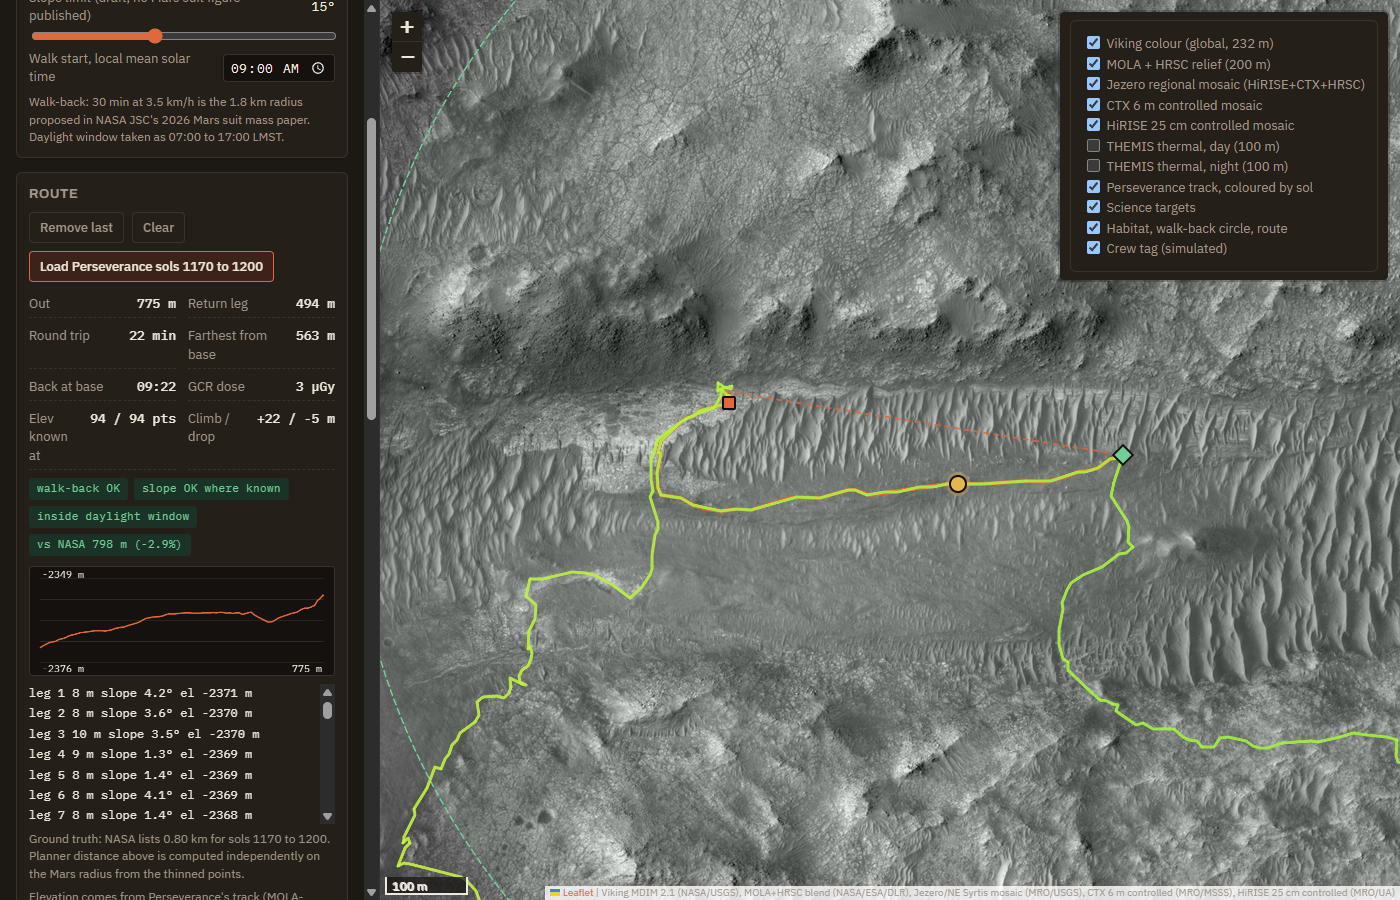 Slope limit (draft, no Mars suit figure
published)
15°
Walk start, local mean solar
time
09:00 AM
Walk-back: 30 min at 3.5 km/h is the 1.8 km radius
proposed in NASA JSC's 2026 Mars suit mass paper.
Daylight window taken as 07:00 to 17:00 LMST.
ROUTE
Remove last
Clear
Load Perseverance sols 1170 to 1200
Out 775 m
Return leg 494 m
Round trip 22 min
Farthest from
base
563 m
Back at base 09:22
GCR dose 3 µGy
Elev
known
at
94 / 94 pts
Climb /
drop
+22 / -5 m
walk-back OK
slope OK where known
inside daylight window
vs NASA 798 m (-2.9%)
-2349 m
-2376 m
775 m
leg 1 8 m slope 4.2° el -2371 m
leg 2 8 m slope 3.6° el -2370 m
leg 3 10 m slope 3.5° el -2370 m
leg 4 9 m slope 1.3° el -2369 m
leg 5 8 m slope 1.4° el -2369 m
leg 6 8 m slope 4.1° el -2369 m
leg 7 8 m slope 1.4° el -2368 m
Ground truth: NASA lists 0.80 km for sols 1170 to 1200.
Planner distance above is computed independently on
the Mars radius from the thinned points.
Elevation comes from Perseverance's track (MOLA-
+
−
Viking colour (global, 232 m)
MOLA + HRSC relief (200 m)
Jezero regional mosaic (HiRISE+CTX+HRSC)
CTX 6 m controlled mosaic
HiRISE 25 cm controlled mosaic
THEMIS thermal, day (100 m)
THEMIS thermal, night (100 m)
Perseverance track, coloured by sol
Science targets
Habitat, walk-back circle, route
Crew tag (simulated)
100 m
Leaflet | Viking MDIM 2.1 (NASA/USGS), MOLA+HRSC blend (NASA/ESA/DLR), Jezero/NE Syrtis mosaic (MRO/USGS), CTX 6 m controlled (MRO/MSSS), HiRISE 25 cm controlled (MRO/UA)